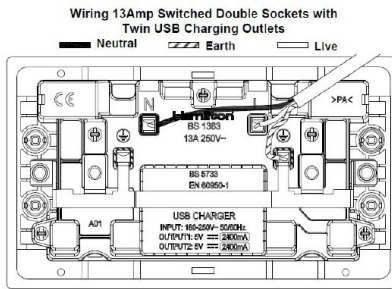 Wiring 13Amp Switched Double Sockets with
Twin USB Charging Outlets
Neutral Earth Live
CE N L >PA<
Hamilton
BS 1363
13A 250V~
BS 5733
EN 60950-1
A01
USB CHARGER
INPUT: 160-250V~ 50/60Hz
OUTPUT1: 5V ⎓ 2400mA
OUTPUT2: 5V ⎓ 2400mA